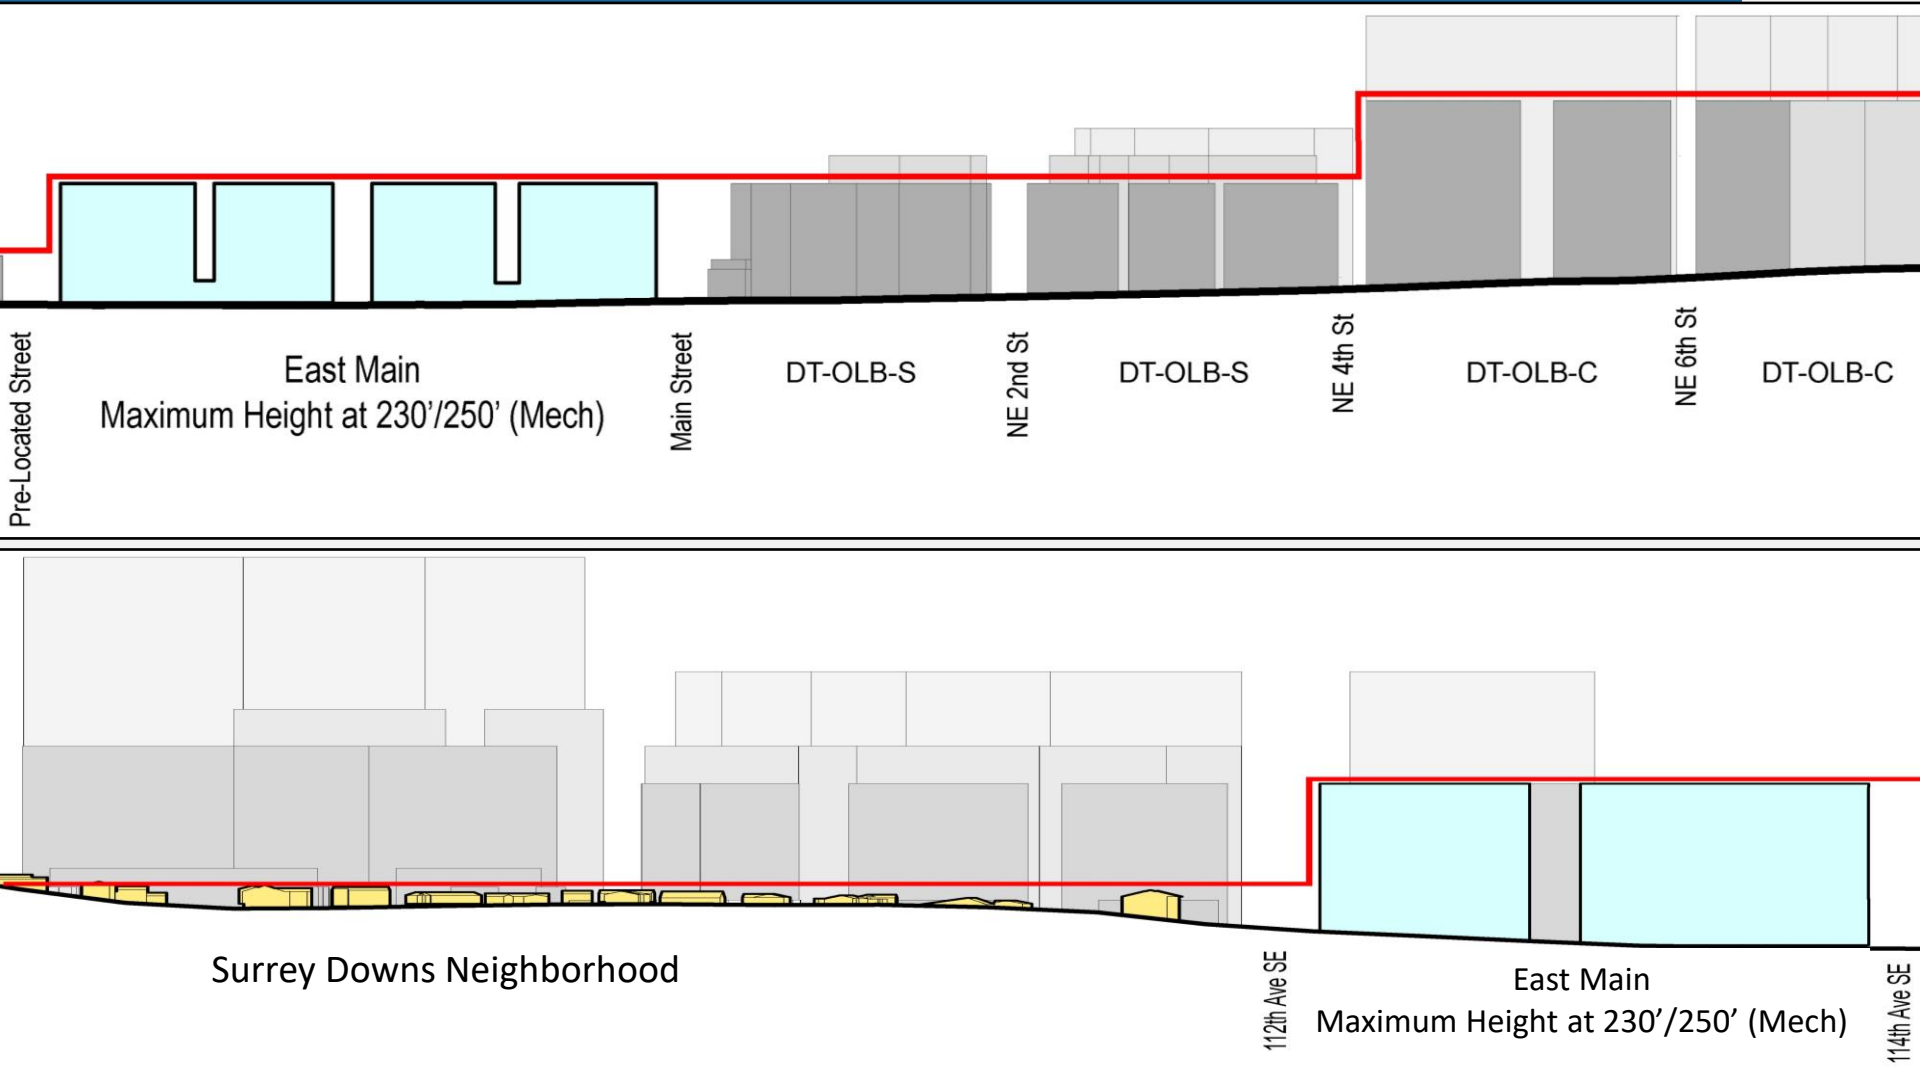 Pre-Located Street
East Main
Maximum Height at 230’/250’ (Mech)
Main Street
DT-OLB-S
NE 2nd St
DT-OLB-S
NE 4th St
DT-OLB-C
NE 6th St
DT-OLB-C
Surrey Downs Neighborhood
112th Ave SE
East Main
Maximum Height at 230’/250’ (Mech)
114th Ave SE